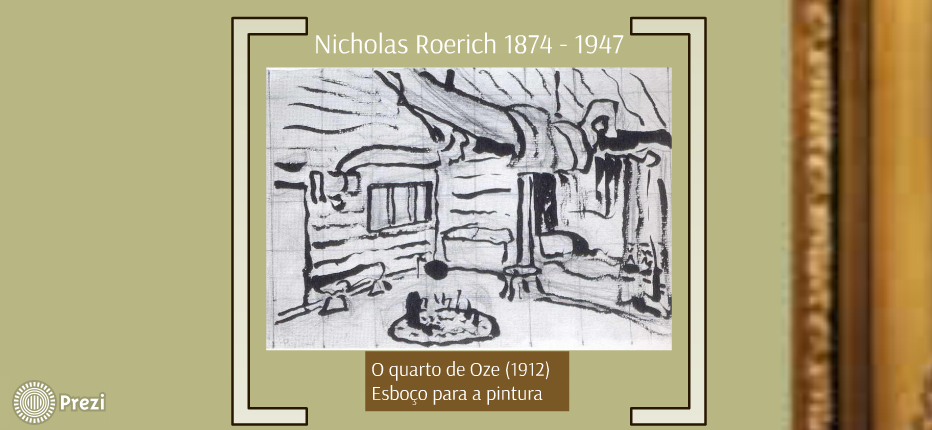 Nicholas Roerich 1874 - 1947
O quarto de Oze (1912)
Esboço para a pintura
Prezi